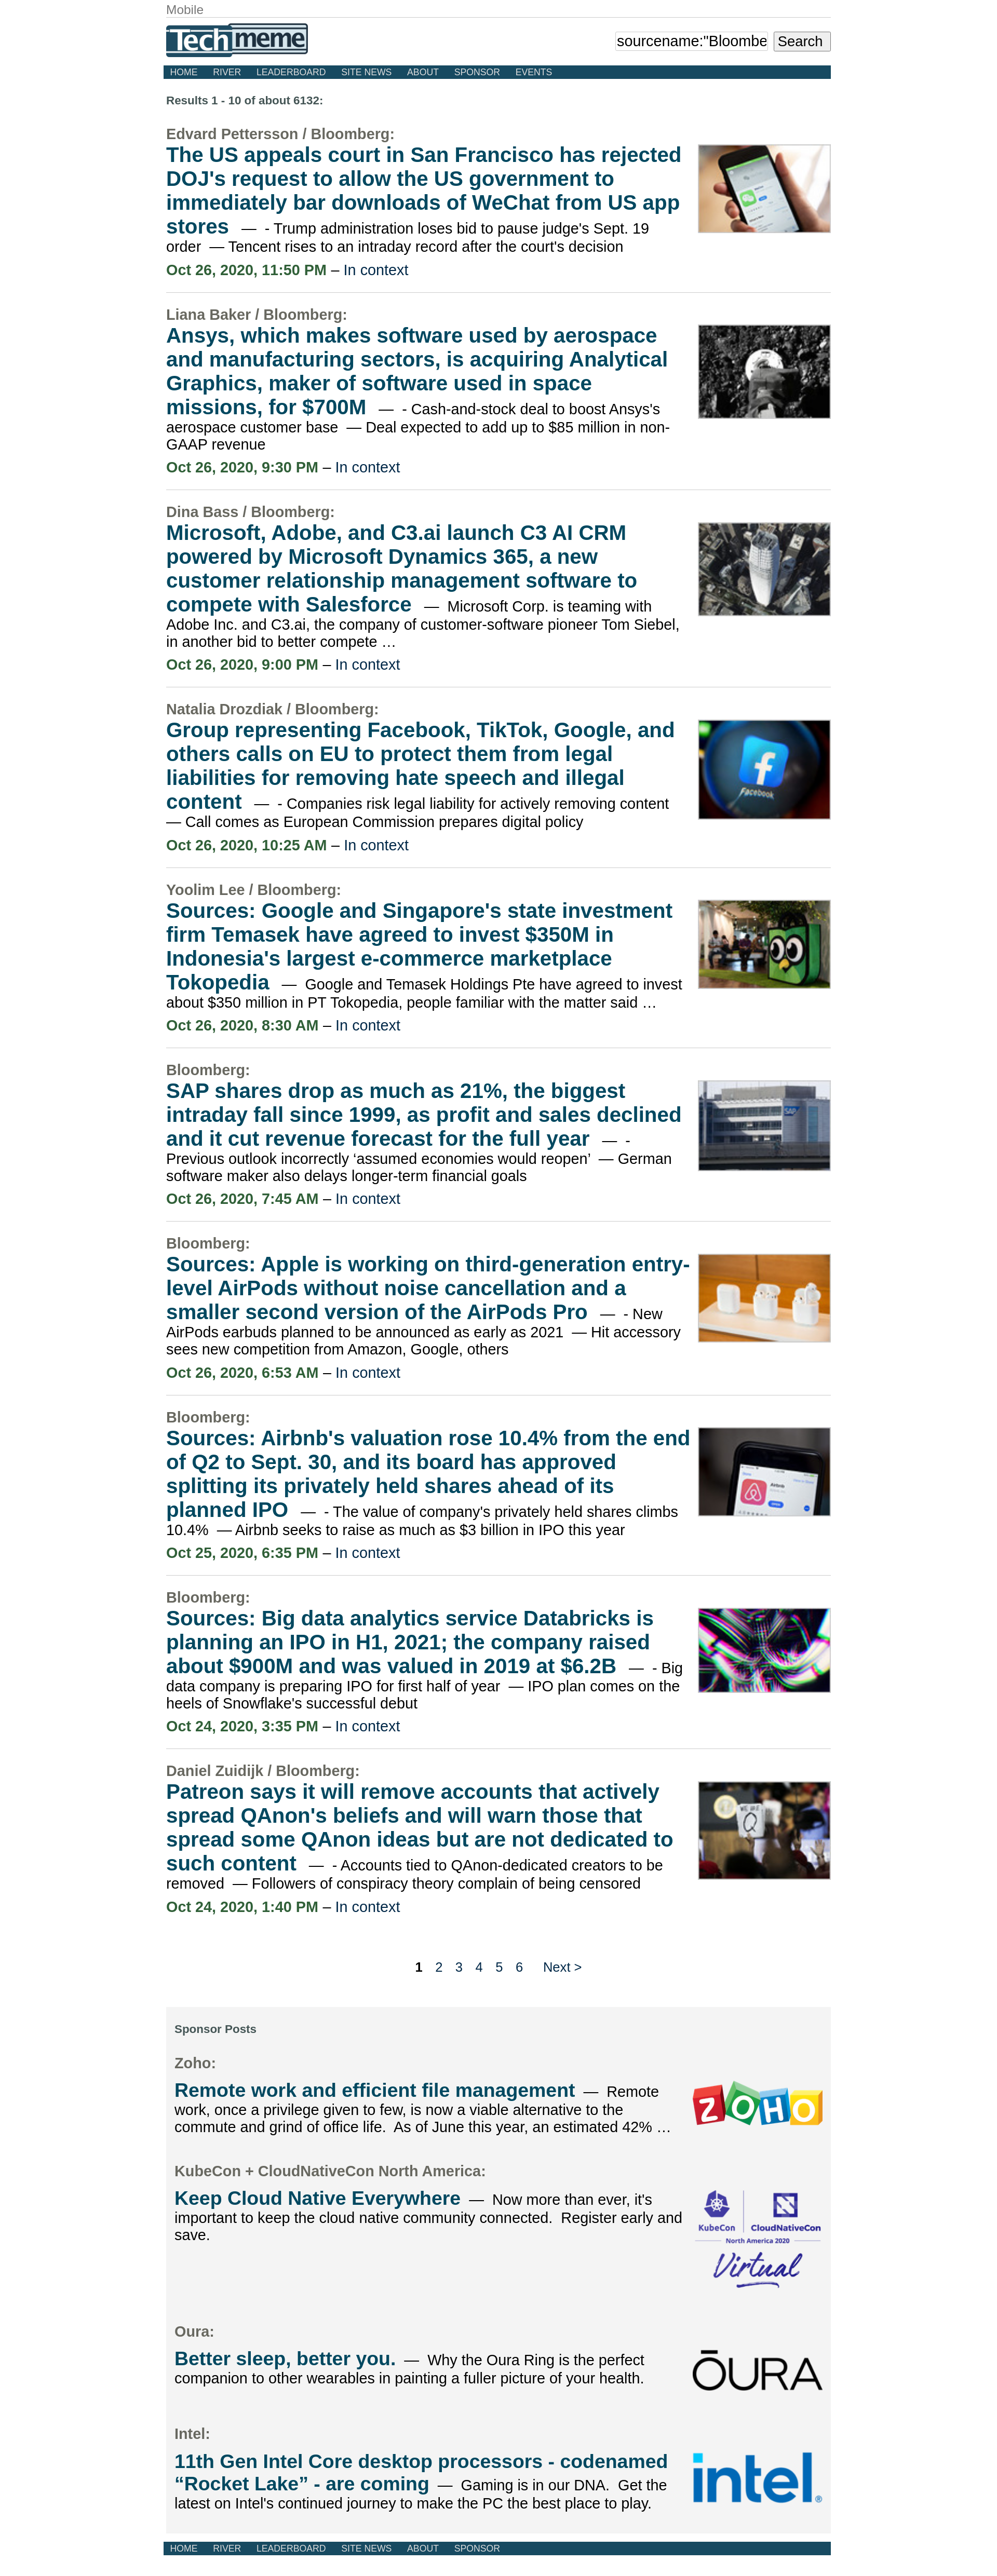 Mobile
Techmeme
sourcename:"Bloombe
Search
HOME RIVER LEADERBOARD SITE NEWS ABOUT SPONSOR EVENTS
Results 1 - 10 of about 6132:
Edvard Pettersson / Bloomberg:
The US appeals court in San Francisco has rejected
DOJ's request to allow the US government to
immediately bar downloads of WeChat from US app
stores — - Trump administration loses bid to pause judge's Sept. 19
order — Tencent rises to an intraday record after the court's decision
Oct 26, 2020, 11:50 PM – In context
Liana Baker / Bloomberg:
Ansys, which makes software used by aerospace
and manufacturing sectors, is acquiring Analytical
Graphics, maker of software used in space
missions, for $700M — - Cash-and-stock deal to boost Ansys's
aerospace customer base — Deal expected to add up to $85 million in non-
GAAP revenue
Oct 26, 2020, 9:30 PM – In context
Dina Bass / Bloomberg:
Microsoft, Adobe, and C3.ai launch C3 AI CRM
powered by Microsoft Dynamics 365, a new
customer relationship management software to
compete with Salesforce — Microsoft Corp. is teaming with
Adobe Inc. and C3.ai, the company of customer-software pioneer Tom Siebel,
in another bid to better compete …
Oct 26, 2020, 9:00 PM – In context
Natalia Drozdiak / Bloomberg:
Group representing Facebook, TikTok, Google, and
others calls on EU to protect them from legal
liabilities for removing hate speech and illegal
content — - Companies risk legal liability for actively removing content
— Call comes as European Commission prepares digital policy
Facebook
Oct 26, 2020, 10:25 AM – In context
Yoolim Lee / Bloomberg:
Sources: Google and Singapore's state investment
firm Temasek have agreed to invest $350M in
Indonesia's largest e-commerce marketplace
Tokopedia — Google and Temasek Holdings Pte have agreed to invest
about $350 million in PT Tokopedia, people familiar with the matter said …
Oct 26, 2020, 8:30 AM – In context
Bloomberg:
SAP shares drop as much as 21%, the biggest
intraday fall since 1999, as profit and sales declined
and it cut revenue forecast for the full year — -
Previous outlook incorrectly ‘assumed economies would reopen’ — German
software maker also delays longer-term financial goals
SAP
Oct 26, 2020, 7:45 AM – In context
Bloomberg:
Sources: Apple is working on third-generation entry-
level AirPods without noise cancellation and a
smaller second version of the AirPods Pro — - New
AirPods earbuds planned to be announced as early as 2021 — Hit accessory
sees new competition from Amazon, Google, others
Oct 26, 2020, 6:53 AM – In context
Bloomberg:
Sources: Airbnb's valuation rose 10.4% from the end
of Q2 to Sept. 30, and its board has approved
splitting its privately held shares ahead of its
planned IPO — - The value of company's privately held shares climbs
10.4% — Airbnb seeks to raise as much as $3 billion in IPO this year
Oct 25, 2020, 6:35 PM – In context
Bloomberg:
Sources: Big data analytics service Databricks is
planning an IPO in H1, 2021; the company raised
about $900M and was valued in 2019 at $6.2B — - Big
data company is preparing IPO for first half of year — IPO plan comes on the
heels of Snowflake's successful debut
Oct 24, 2020, 3:35 PM – In context
Daniel Zuidijk / Bloomberg:
Patreon says it will remove accounts that actively
spread QAnon's beliefs and will warn those that
spread some QAnon ideas but are not dedicated to
such content — - Accounts tied to QAnon-dedicated creators to be
removed — Followers of conspiracy theory complain of being censored
Q
Oct 24, 2020, 1:40 PM – In context
1 2 3 4 5 6 Next >
Sponsor Posts
Zoho:
Remote work and efficient file management — Remote
work, once a privilege given to few, is now a viable alternative to the
commute and grind of office life. As of June this year, an estimated 42% …
ZOHO
KubeCon + CloudNativeCon North America:
Keep Cloud Native Everywhere — Now more than ever, it's
important to keep the cloud native community connected. Register early and
save.
KubeCon CloudNativeCon
North America 2020
Virtual
Oura:
Better sleep, better you. — Why the Oura Ring is the perfect
companion to other wearables in painting a fuller picture of your health.
ŌURA
Intel:
11th Gen Intel Core desktop processors - codenamed
“Rocket Lake” - are coming — Gaming is in our DNA. Get the
latest on Intel's continued journey to make the PC the best place to play.
intel®
HOME RIVER LEADERBOARD SITE NEWS ABOUT SPONSOR